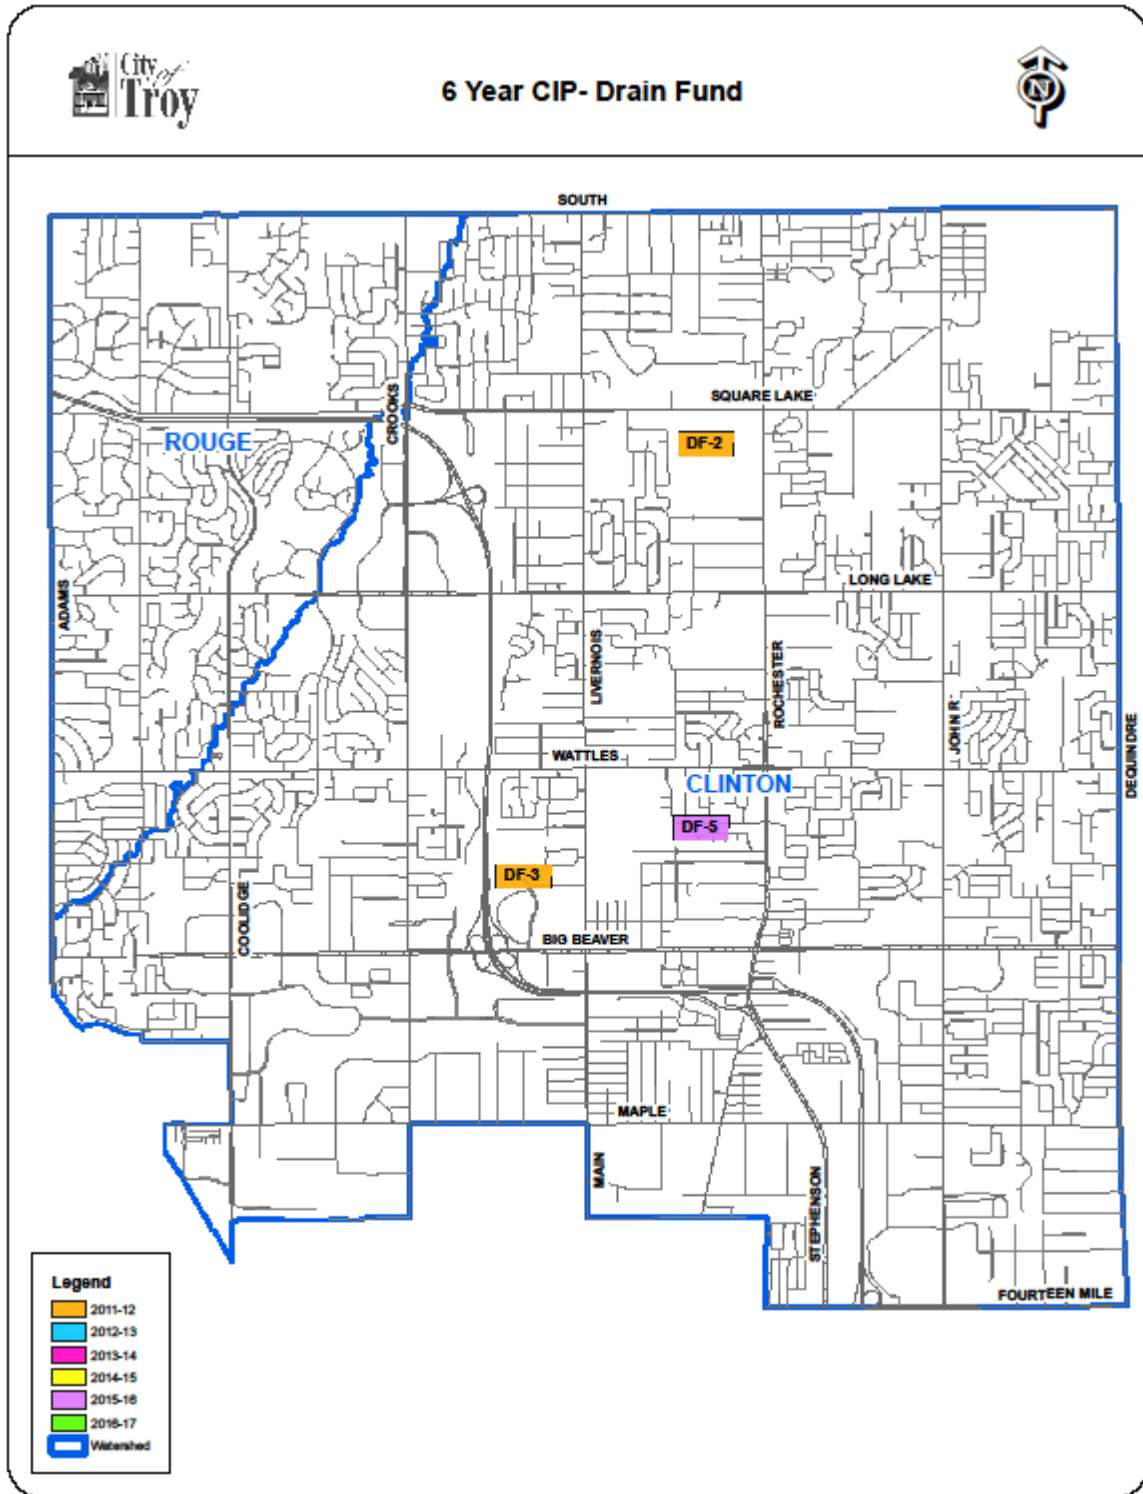 City of
Troy
6 Year CIP- Drain Fund
N
SOUTH
CROOKS
SQUARE LAKE
ROUGE
DF-2
ADAMS
LONG LAKE
LIVERNOIS
ROCHESTER
JOHN R
DEQUINDRE
WATTLES
CLINTON
DF-5
DF-3
COOLIDGE
BIG BEAVER
MAPLE
MAIN
STEPHENSON
FOURTEEN MILE
Legend
2011-12
2012-13
2013-14
2014-15
2015-16
2016-17
Watershed